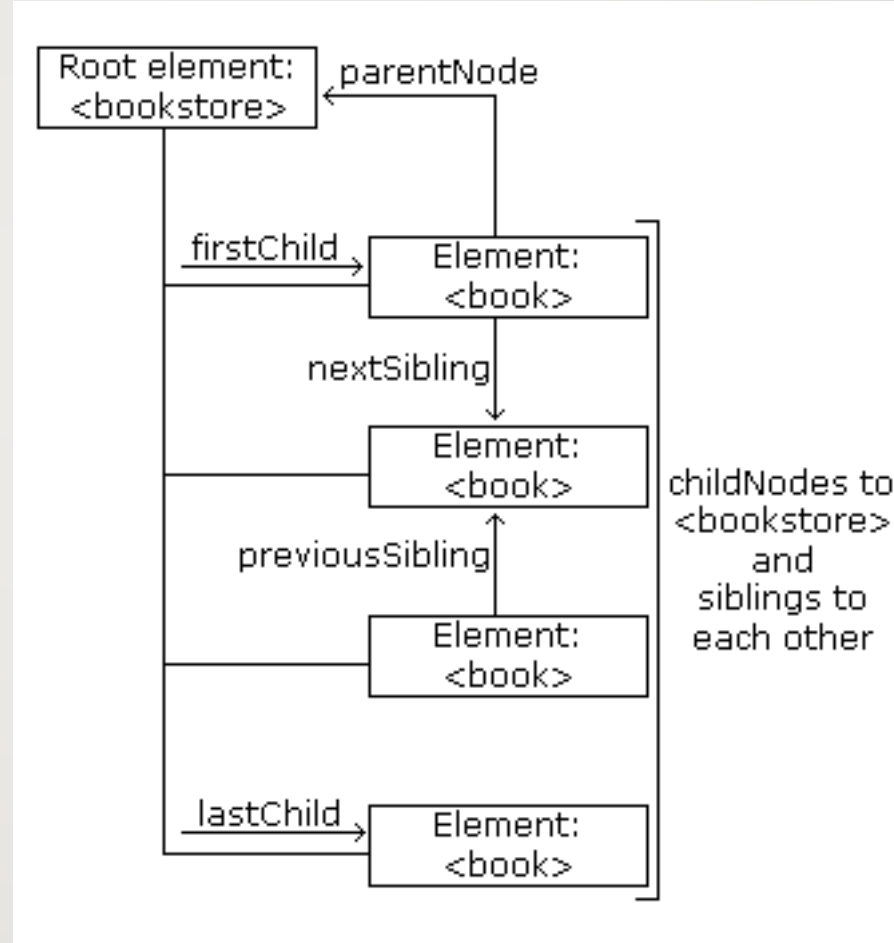 Root element:
<bookstore>
parentNode
firstChild
Element:
<book>
nextSibling
Element:
<book>
previousSibling
Element:
<book>
lastChild
Element:
<book>
childNodes to
<bookstore>
and
siblings to
each other